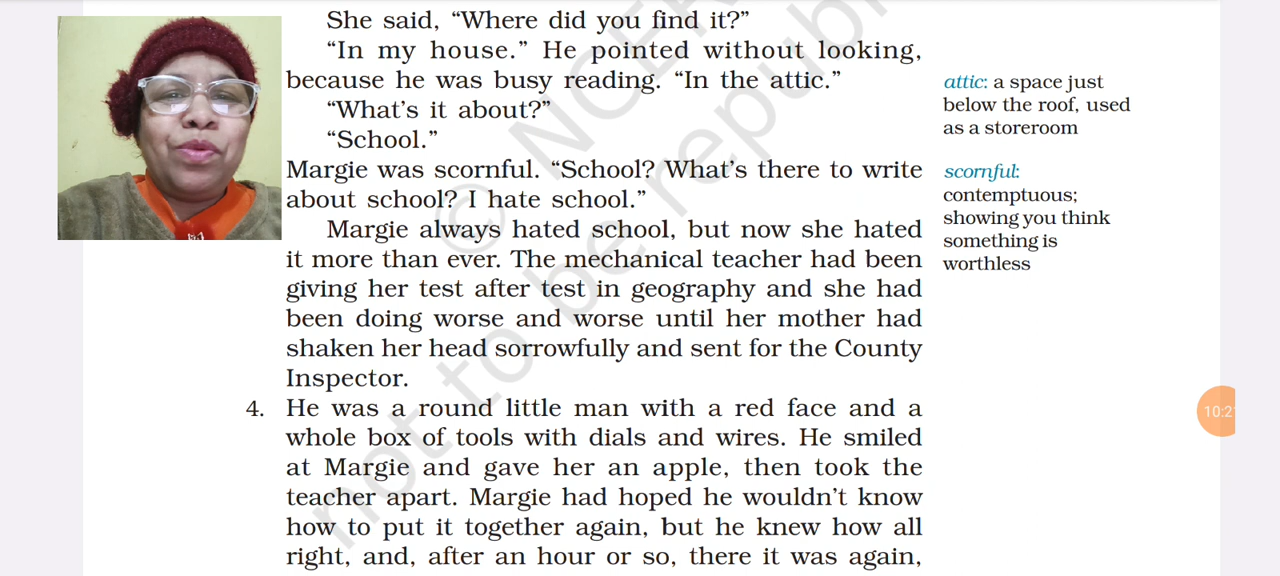 She said, “Where did you find it?”
“In my house.” He pointed without looking,
because he was busy reading. “In the attic.”
“What’s it about?”
“School.”
Margie was scornful. “School? What’s there to write
about school? I hate school.”
Margie always hated school, but now she hated
it more than ever. The mechanical teacher had been
giving her test after test in geography and she had
been doing worse and worse until her mother had
shaken her head sorrowfully and sent for the County
Inspector.
4. He was a round little man with a red face and a
whole box of tools with dials and wires. He smiled
at Margie and gave her an apple, then took the
teacher apart. Margie had hoped he wouldn’t know
how to put it together again, but he knew how all
right, and, after an hour or so, there it was again,
attic: a space just
below the roof, used
as a storeroom
scornful:
contemptuous;
showing you think
something is
worthless
© NCER
not to be republ
10:2